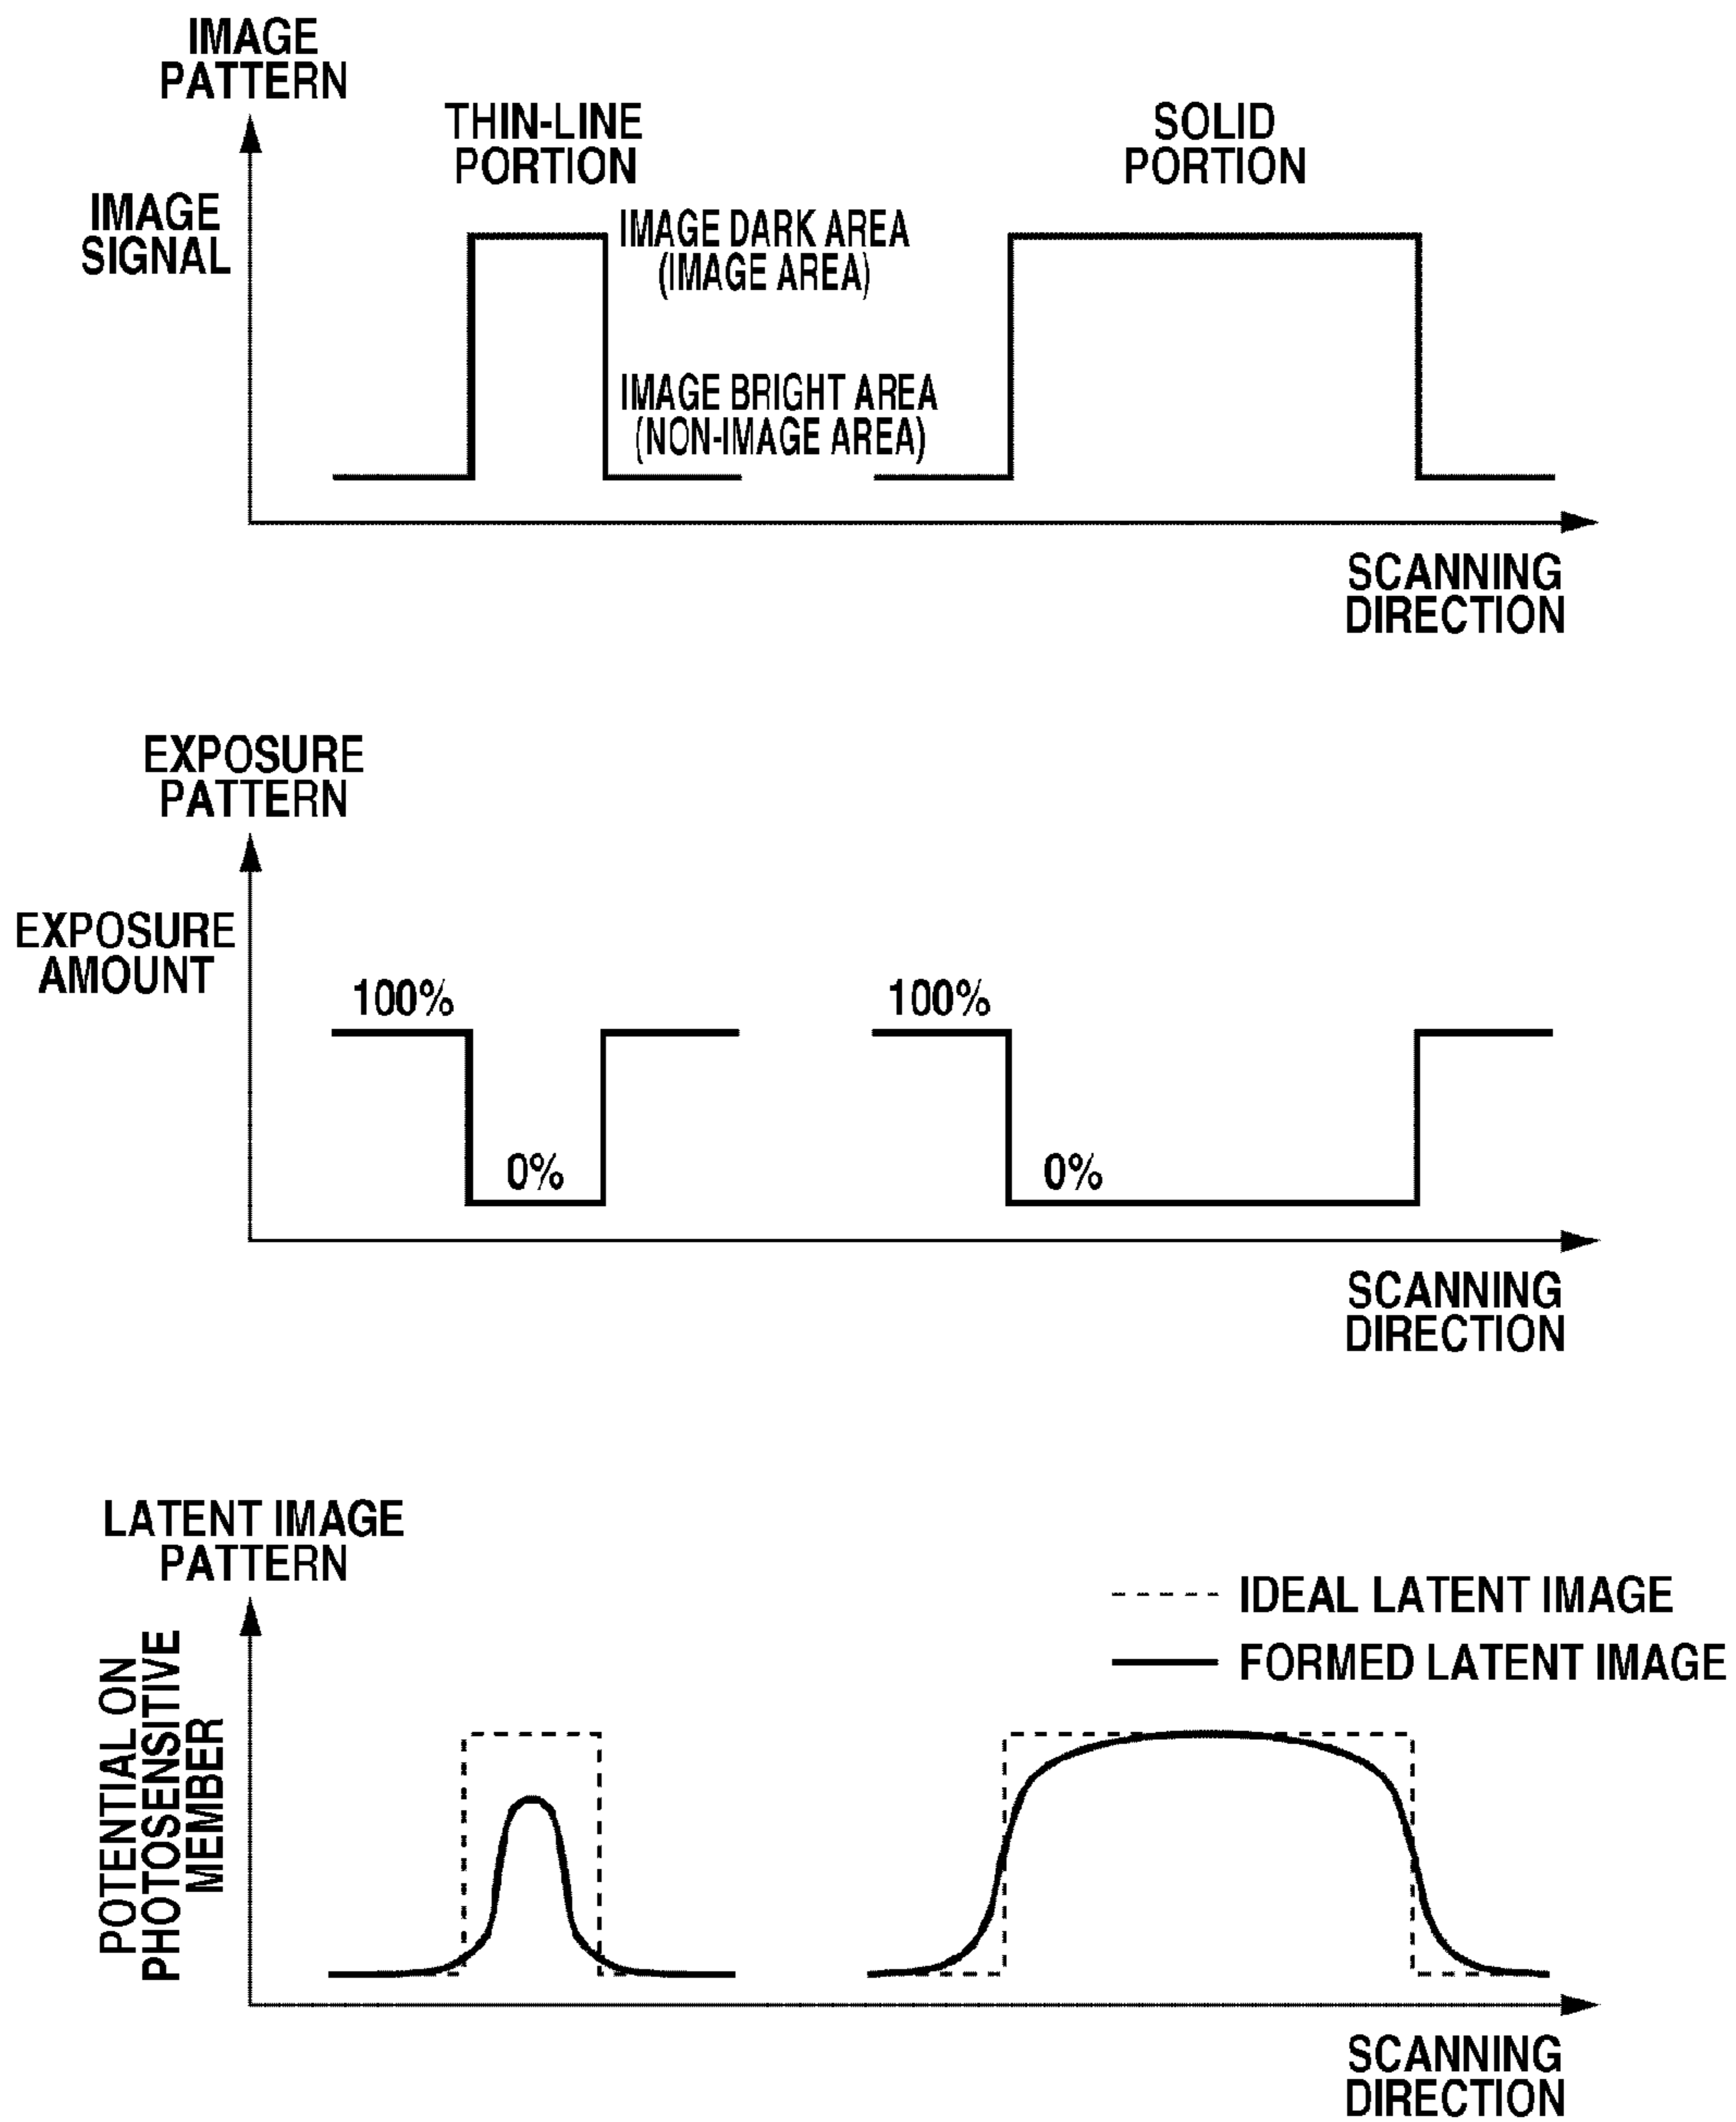 IMAGE
PATTERN
THIN-LINE
PORTION
SOLID
PORTION
IMAGE
SIGNAL
IMAGE DARK AREA
(IMAGE AREA)
IMAGE BRIGHT AREA
(NON-IMAGE AREA)
SCANNING
DIRECTION
EXPOSURE
PATTERN
EXPOSURE
AMOUNT
100%
100%
0%
0%
SCANNING
DIRECTION
LATENT IMAGE
PATTERN
IDEAL LATENT IMAGE
FORMED LATENT IMAGE
POTENTIAL ON
PHOTOSENSITIVE
MEMBER
SCANNING
DIRECTION